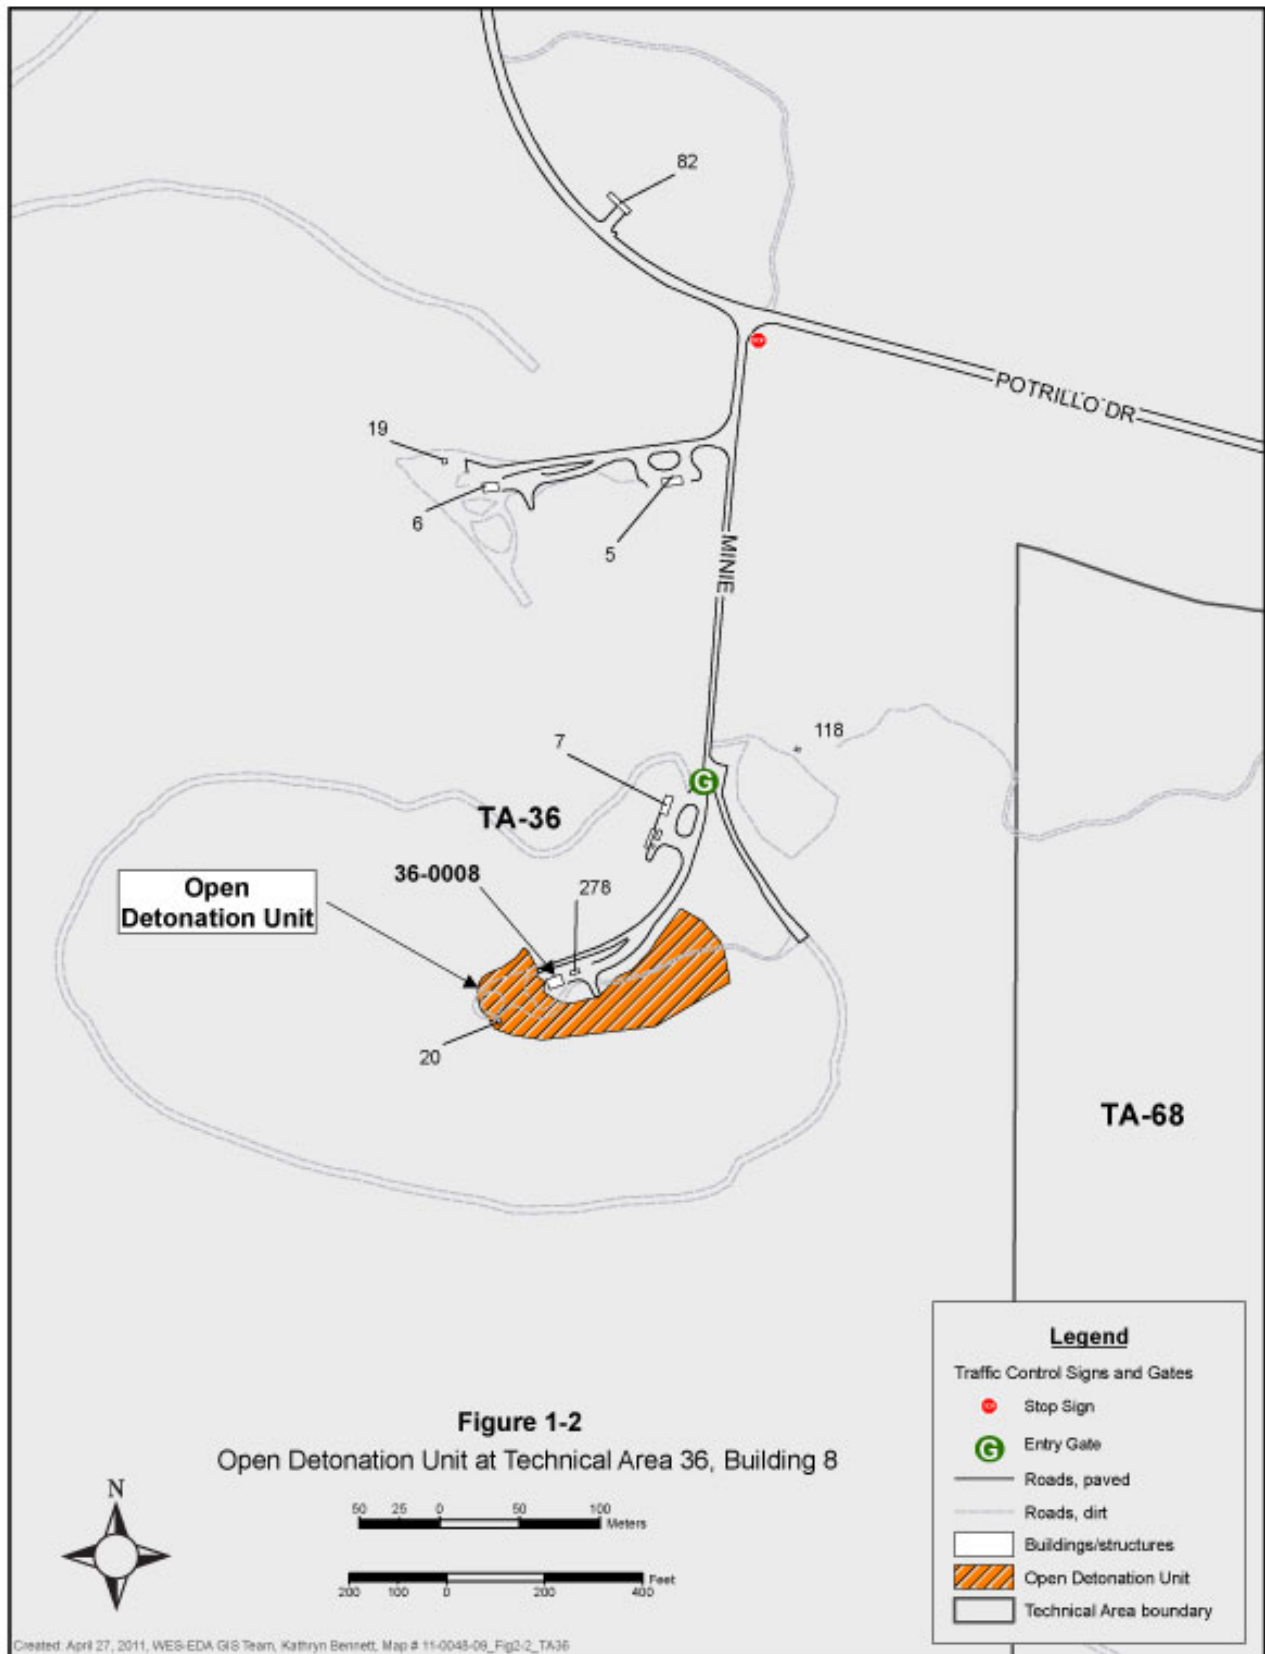 82
POTRILLO DR
19
6
5
MINIE
118
7
G
TA-36
36-0008
278
Open
Detonation Unit
20
TA-68
Legend
Traffic Control Signs and Gates
Stop Sign
G
Entry Gate
Roads, paved
Roads, dirt
Buildings/structures
Open Detonation Unit
Technical Area boundary
Figure 1-2
Open Detonation Unit at Technical Area 36, Building 8
N
50 25 0 50 100
Meters
Feet
200 100 0 200 400
Created: April 27, 2011, WES-EDA GIS Team, Kathryn Bennett, Map # 11-0048-09_Fig2-2_TA36